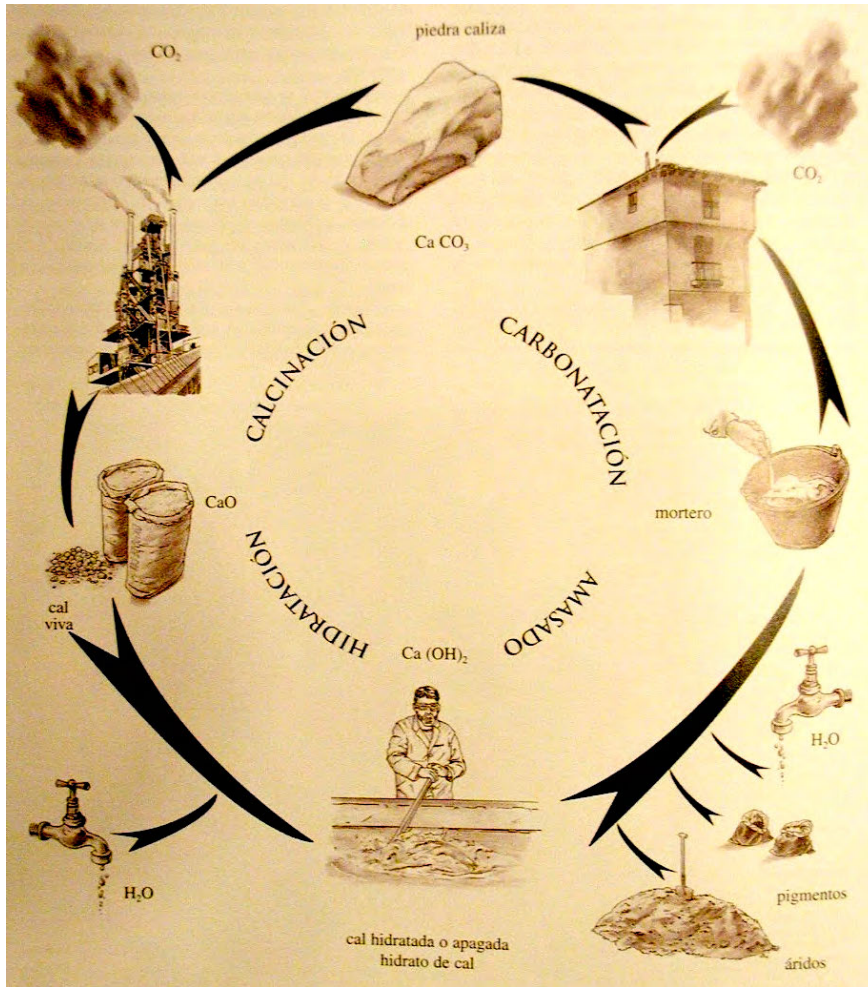 CO₂
piedra caliza
CO₂
Ca CO₃
CALCINACIÓN
CARBONATACIÓN
CaO
mortero
cal
viva
HIDRATACIÓN
AMASADO
Ca (OH)₂
H₂O
H₂O
pigmentos
cal hidratada o apagada
hidrato de cal
áridos